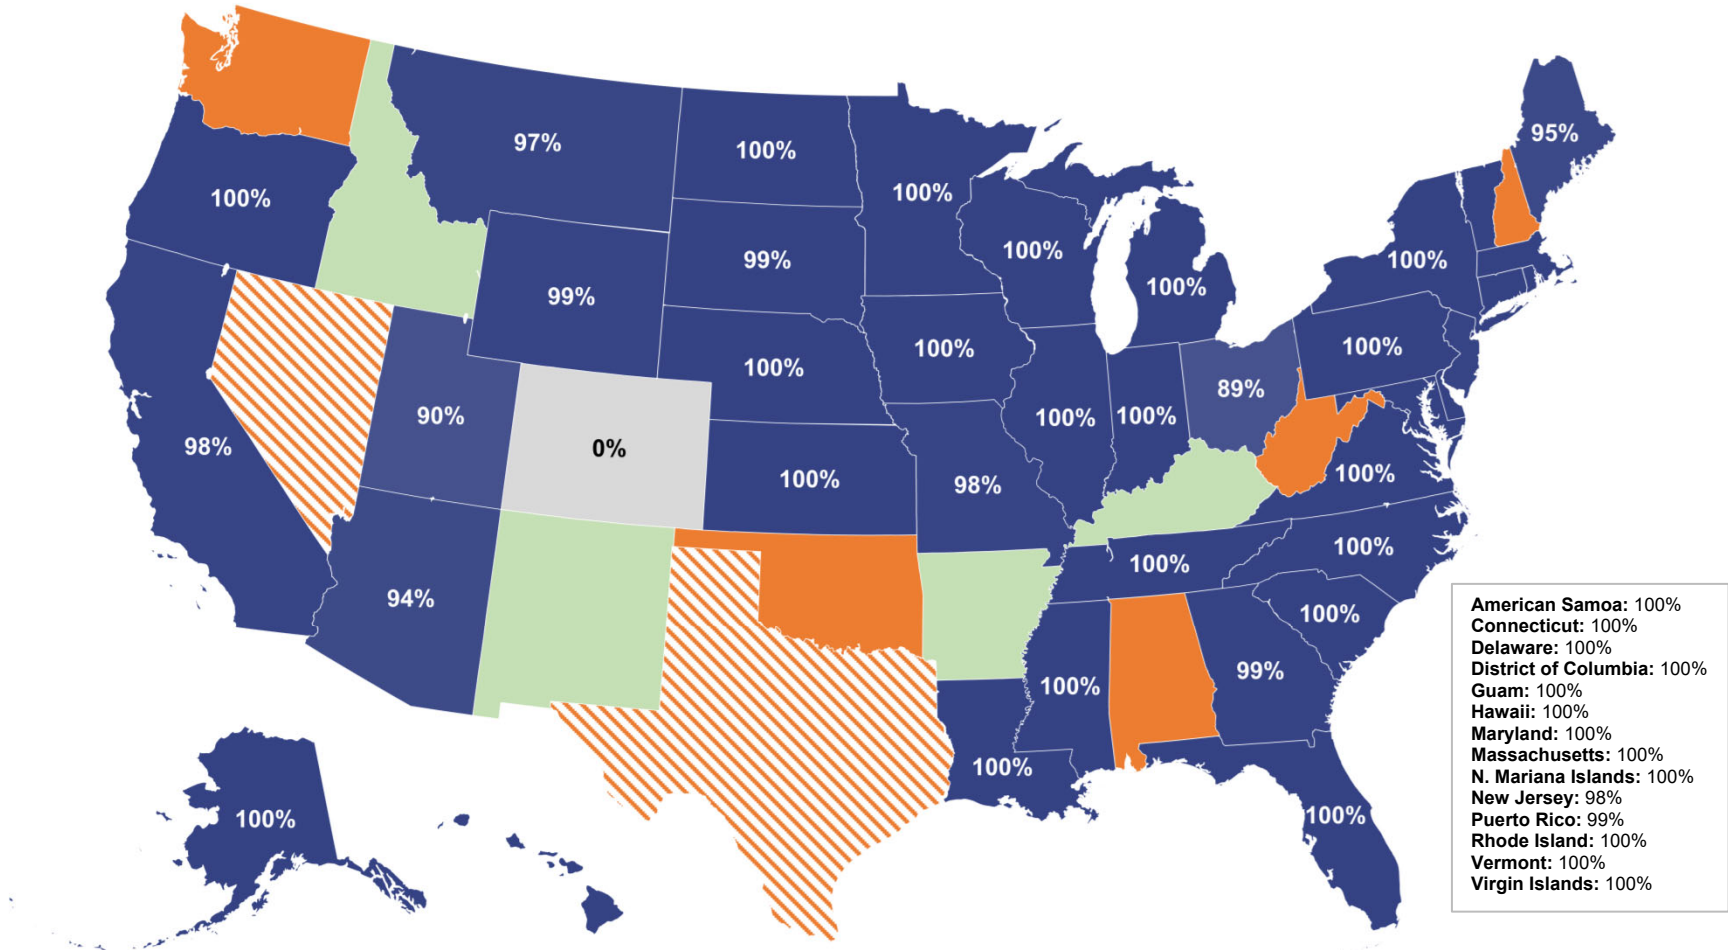 97%
100%
95%
100%
100%
100%
99%
100%
100%
99%
100%
100%
100%
100%
90%
89%
98%
0%
100%
100%
100%
100%
98%
100%
100%
94%
100%
100%
99%
100%
100%
100%
100%
American Samoa: 100%
Connecticut: 100%
Delaware: 100%
District of Columbia: 100%
Guam: 100%
Hawaii: 100%
Maryland: 100%
Massachusetts: 100%
N. Mariana Islands: 100%
New Jersey: 98%
Puerto Rico: 99%
Rhode Island: 100%
Vermont: 100%
Virgin Islands: 100%